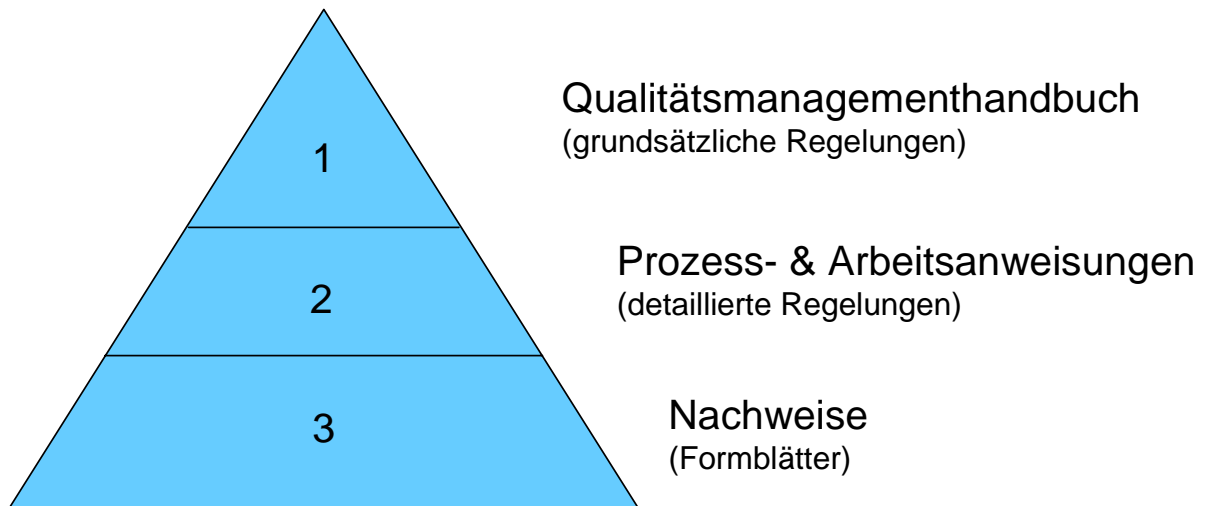 1
Qualitätsmanagementhandbuch
(grundsätzliche Regelungen)
2
Prozess- & Arbeitsanweisungen
(detaillierte Regelungen)
3
Nachweise
(Formblätter)